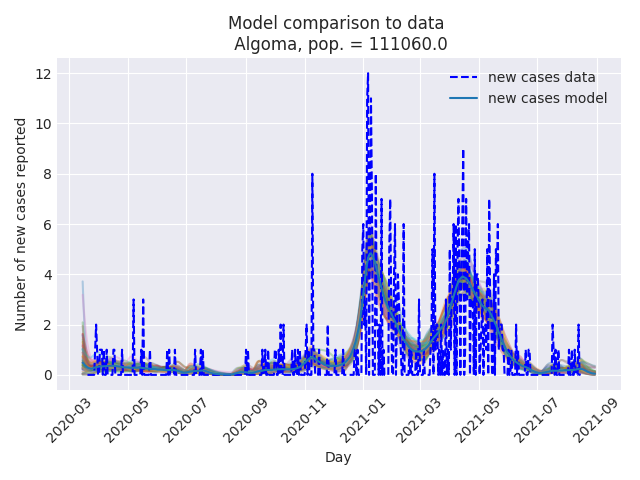 Model comparison to data
Algoma, pop. = 111060.0
new cases data
new cases model
Number of new cases reported
12
10
8
6
4
2
0
2020-03
2020-05
2020-07
2020-09
2020-11
2021-01
2021-03
2021-05
2021-07
2021-09
Day